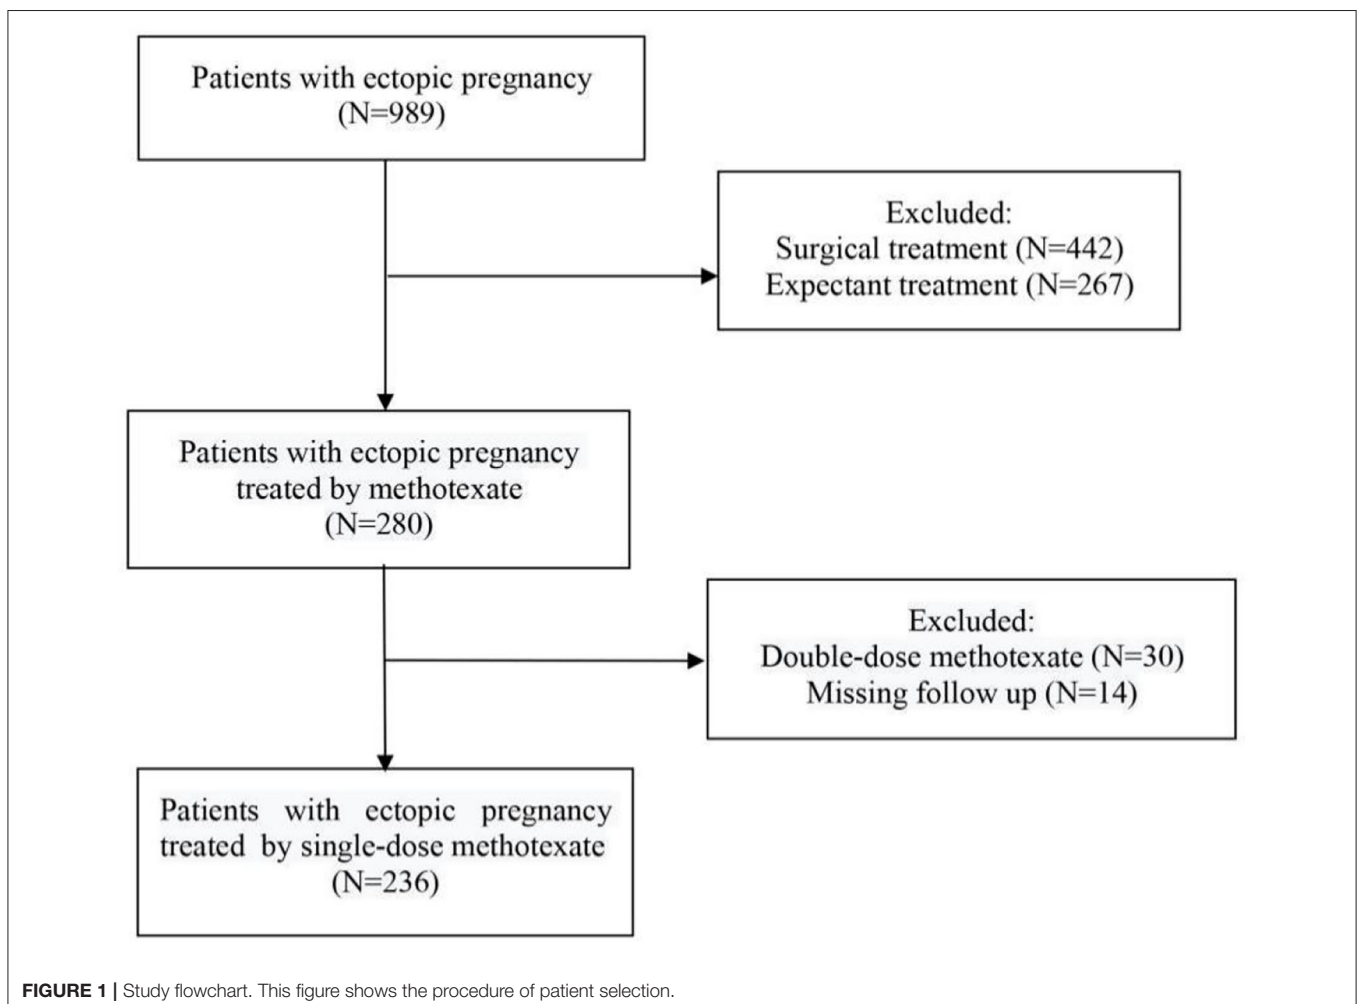 Patients with ectopic pregnancy
(N=989)
Excluded:
Surgical treatment (N=442)
Expectant treatment (N=267)
Patients with ectopic pregnancy
treated by methotexate
(N=280)
Excluded:
Double-dose methotexate (N=30)
Missing follow up (N=14)
Patients with ectopic pregnancy
treated by single-dose methotexate
(N=236)
FIGURE 1 | Study flowchart. This figure shows the procedure of patient selection.